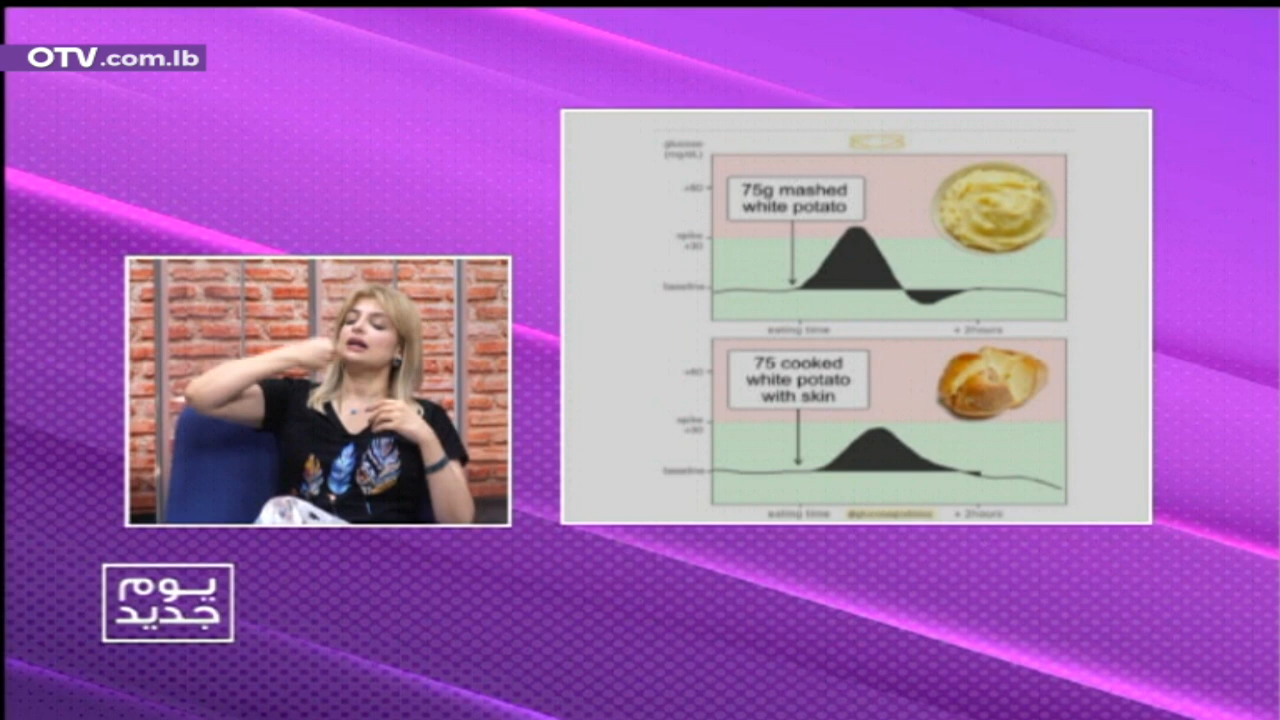 OTV.com.lb
glucose
(mg/dL)
+60
75g mashed
white potato
spike
+30
baseline
eating time
+ 2hours
+60
75 cooked
white potato
with skin
spike
+30
baseline
eating time
@glucosegoddess
+ 2hours
يوم
جديد